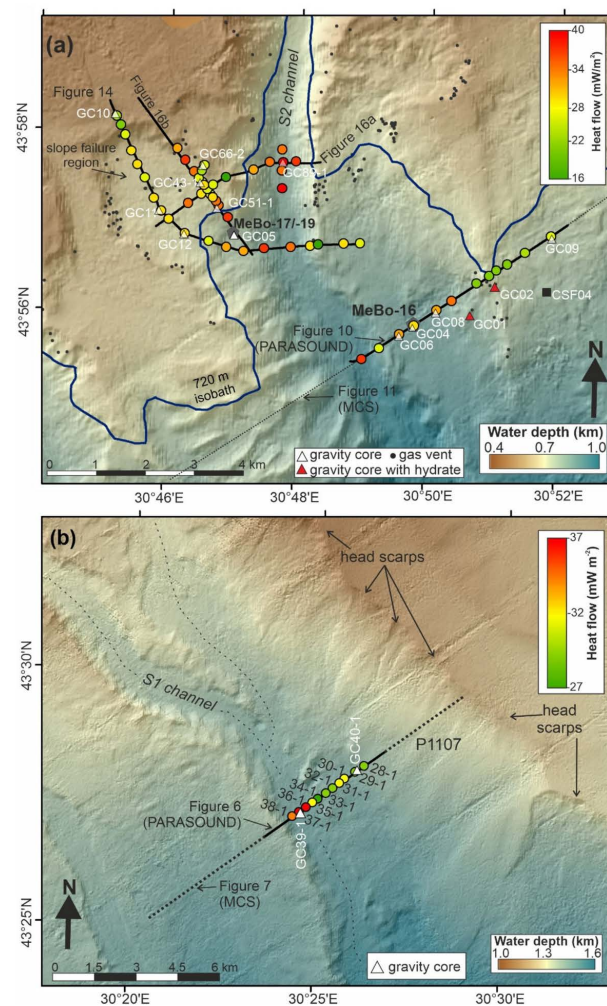 (a)
Figure 14
GC10
Figure 16b
S2 channel
40
34
28
22
16
Heat flow (mW/m²)
43°58'N
slope failure
region
GC66-2
Figure 16a
GC89-1
GC43-1
GC11
GC51-1
MeBo-17/-19
GC05
GC12
GC09
GC02
CSF04
43°56'N
MeBo-16
GC01
GC08
GC04
GC06
Figure 10
(PARASOUND)
720 m
isobath
Figure 11
(MCS)
N
Water depth (km)
0.4 0.7 1.0
gravity core
gas vent
gravity core with hydrate
0 1 2 3 4 km
30°46'E 30°48'E 30°50'E 30°52'E
(b)
head scarps
37
32
27
Heat flow (mW m⁻²)
43°30'N
S1 channel
head
scarps
P1107
GC40-1
28-1
29-1
30-1
31-1
32-1
33-1
34-1
35-1
36-1
37-1
38-1
GC39-1
Figure 6
(PARASOUND)
Figure 7
(MCS)
43°25'N
N
gravity core
Water depth (km)
1.0 1.3 1.6
0 1.5 3 4.5 6 km
30°20'E 30°25'E 30°30'E